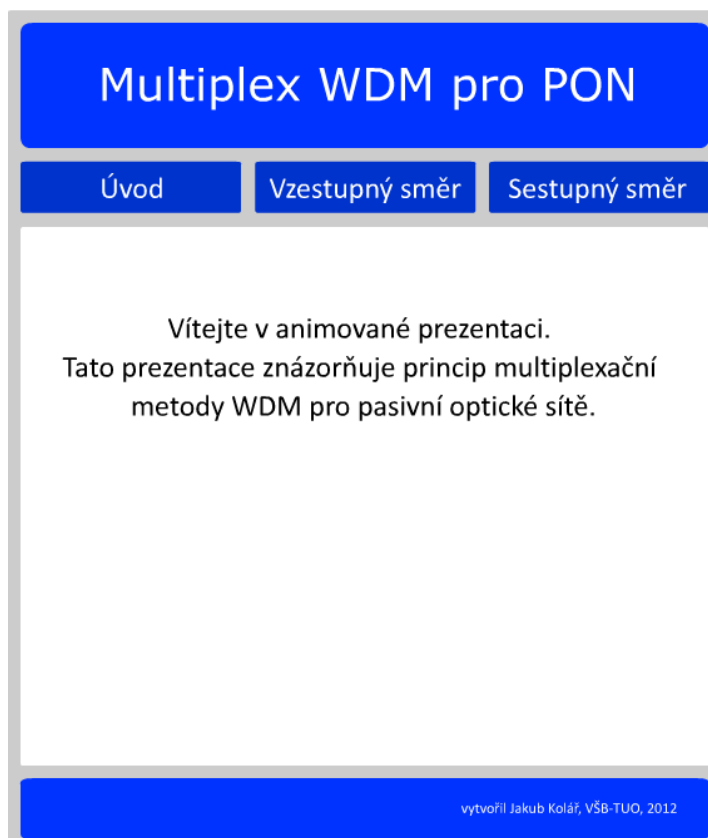 Multiplex WDM pro PON
Úvod
Vzestupný směr
Sestupný směr
Vítejte v animované prezentaci.
Tato prezentace znázorňuje princip multiplexační
metody WDM pro pasivní optické sítě.
vytvořil Jakub Kolář, VŠB-TUO, 2012